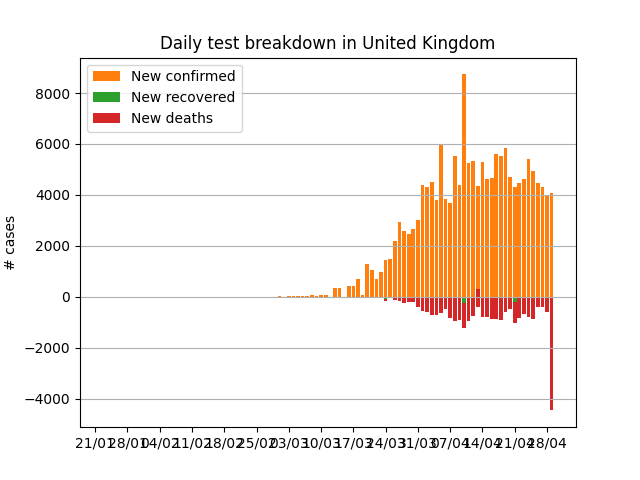 Daily test breakdown in United Kingdom
New confirmed
New recovered
New deaths
# cases
8000
6000
4000
2000
0
−2000
−4000
21/01 28/01 04/02 11/02 18/02 25/02 03/03 10/03 17/03 24/03 31/03 07/04 14/04 21/04 28/04